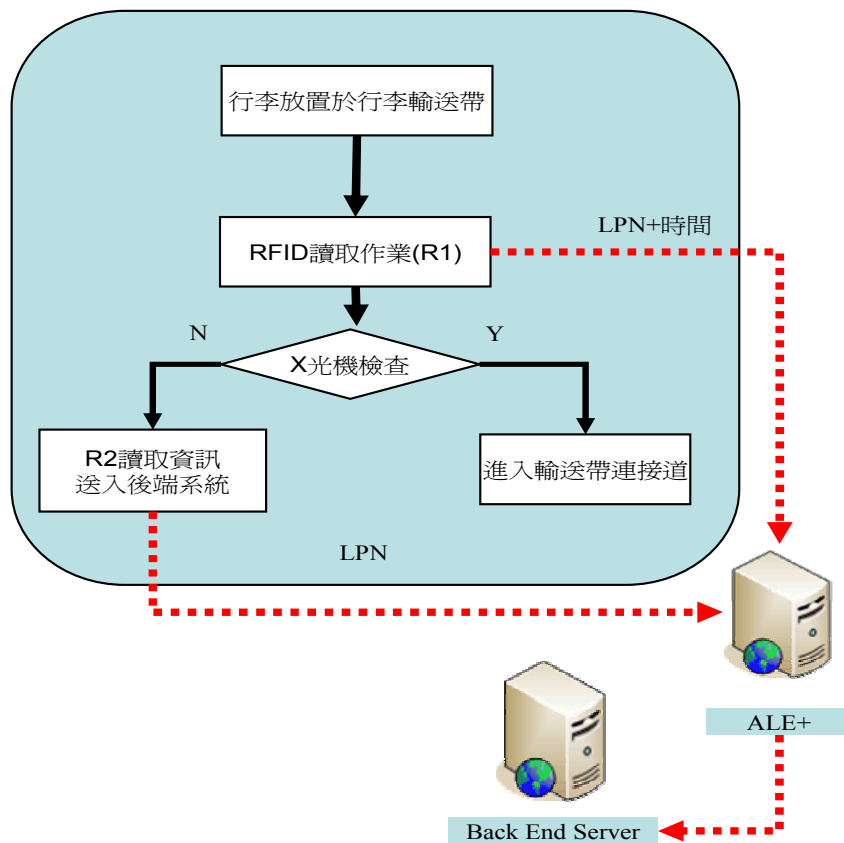 行李放置於行李輸送帶
LPN+時間
RFID讀取作業(R1)
N
Y
X光機檢查
R2讀取資訊
送入後端系統
進入輸送帶連接道
LPN
ALE+
Back End Server